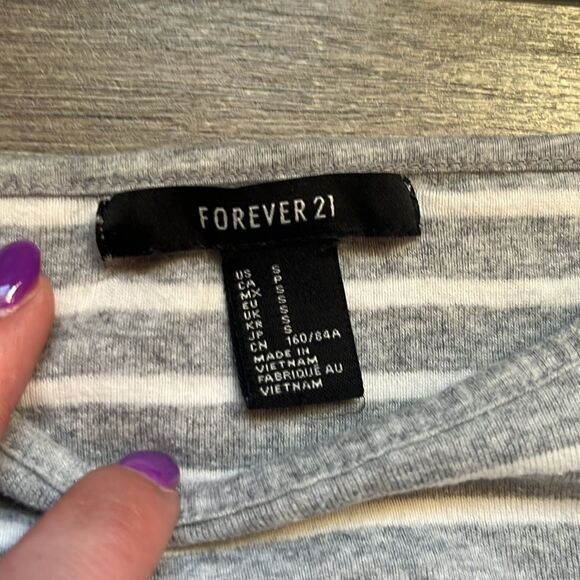 FOREVER 21
US S
CA P
MX S
EU S
UK S
KR S
JP S
CN 160/84A
MADE IN
VIETNAM
FABRIQUÉ AU
VIETNAM